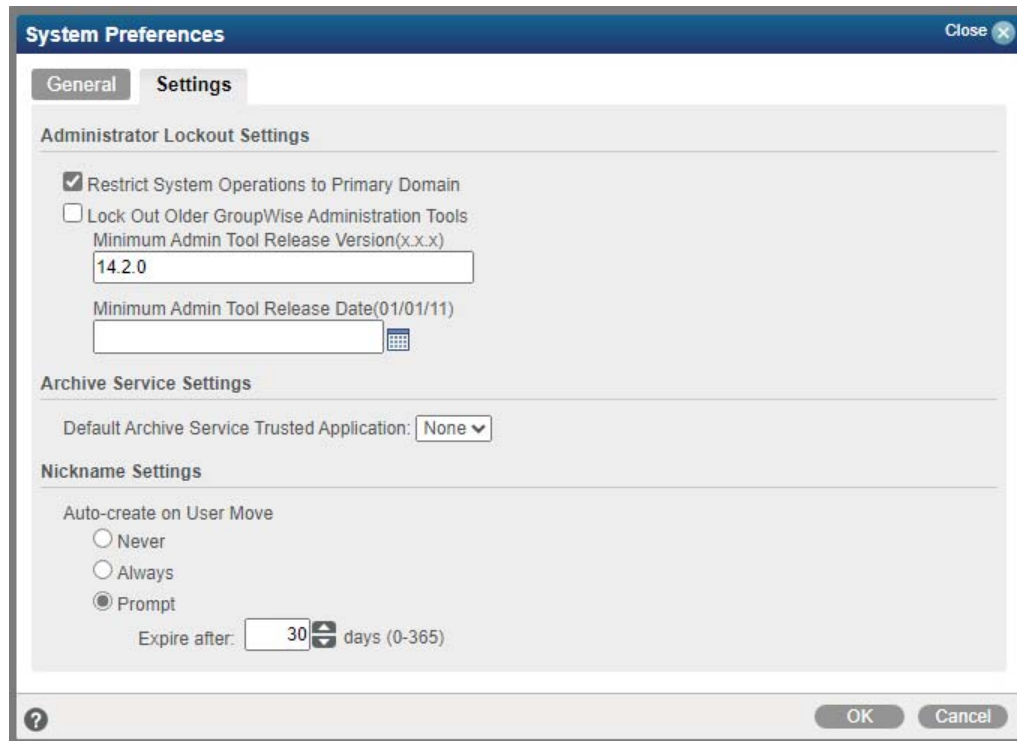 System Preferences Close
General Settings
Administrator Lockout Settings
Restrict System Operations to Primary Domain
Lock Out Older GroupWise Administration Tools
Minimum Admin Tool Release Version(x.x.x)
14.2.0
Minimum Admin Tool Release Date(01/01/11)
Archive Service Settings
Default Archive Service Trusted Application: None
Nickname Settings
Auto-create on User Move
Never
Always
Prompt
Expire after: 30 days (0-365)
? OK Cancel